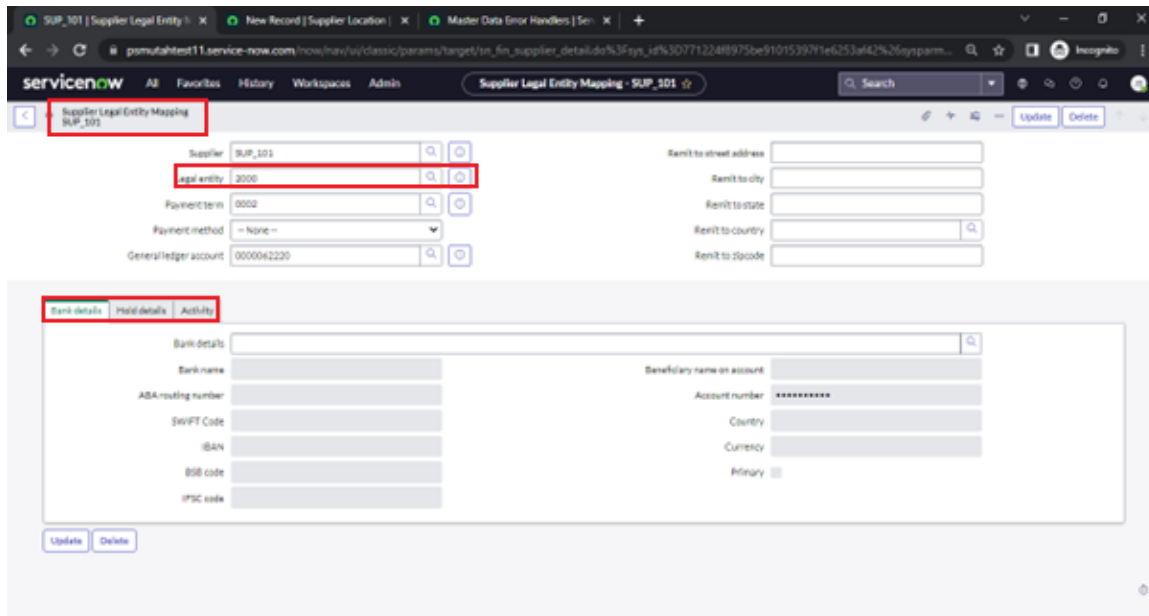 SUP_101 | Supplier Legal Entity M
New Record | Supplier Location |
Master Data Error Handlers | Ser
psmutahtest11.service-now.com/now/nav/ui/classic/params/target/sn_fin_supplier_detail.do%3Fsys_id%3D771224f8975be91015397f1e6253af42%26sysparm...
Incognito
servicenow All Favorites History Workspaces Admin
Supplier Legal Entity Mapping - SUP_101
Search
Supplier Legal Entity Mapping
SUP_101
Update Delete
Supplier SUP_101
Remit to street address
Legal entity 2000
Remit to city
Payment term 0002
Remit to state
Payment method -- None --
Remit to country
General ledger account 0000062220
Remit to zipcode
Bank details Hold details Activity
Bank details
Bank name
Beneficiary name on account
ABA routing number
Account number ••••••••••
SWIFT Code
Country
IBAN
Currency
BSB code
Primary
IFSC code
Update Delete